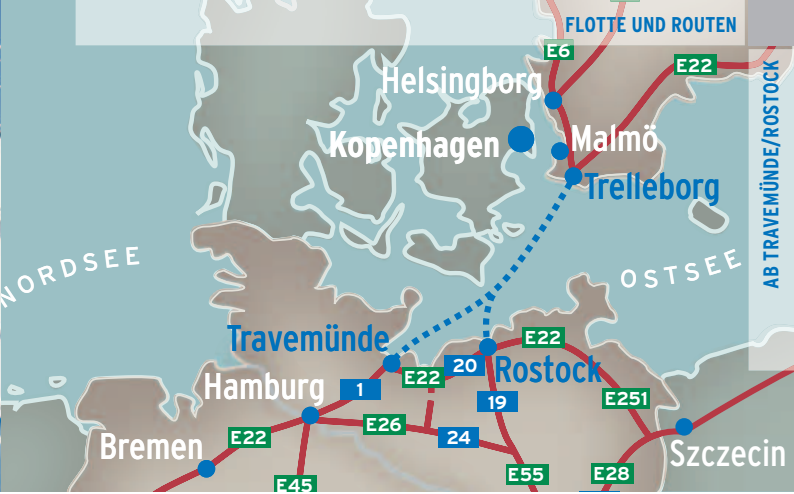 FLOTTE UND ROUTEN
E6
E22
Helsingborg
Kopenhagen
Malmö
Trelleborg
AB TRAVEMÜNDE/ROSTOCK
NORDSEE
OSTSEE
Travemünde
E22
20
Rostock
E22
Hamburg
1
19
E251
E26
24
Bremen
E22
Szczecin
E45
E55
E28